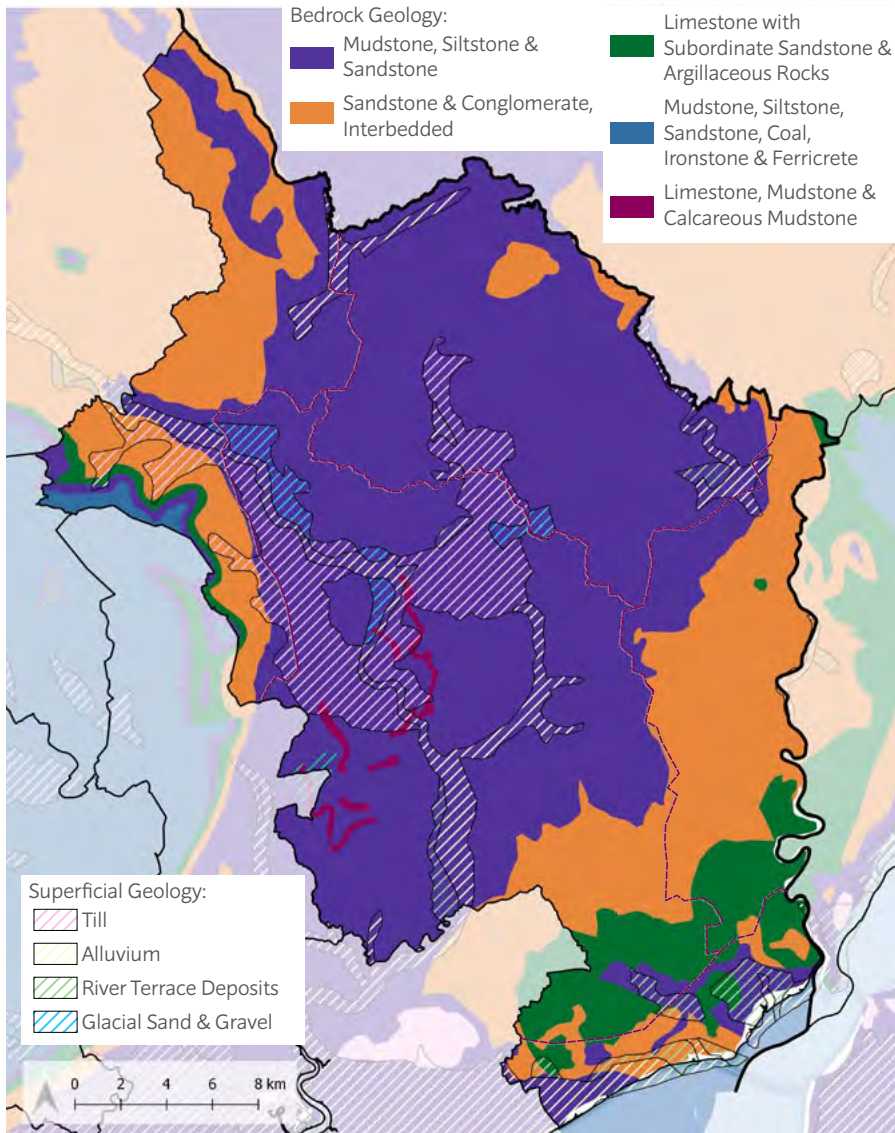 Bedrock Geology:
Mudstone, Siltstone &
Sandstone
Sandstone & Conglomerate,
Interbedded
Limestone with
Subordinate Sandstone &
Argillaceous Rocks
Mudstone, Siltstone,
Sandstone, Coal,
Ironstone & Ferricrete
Limestone, Mudstone &
Calcareous Mudstone
Superficial Geology:
Till
Alluvium
River Terrace Deposits
Glacial Sand & Gravel
0 2 4 6 8 km